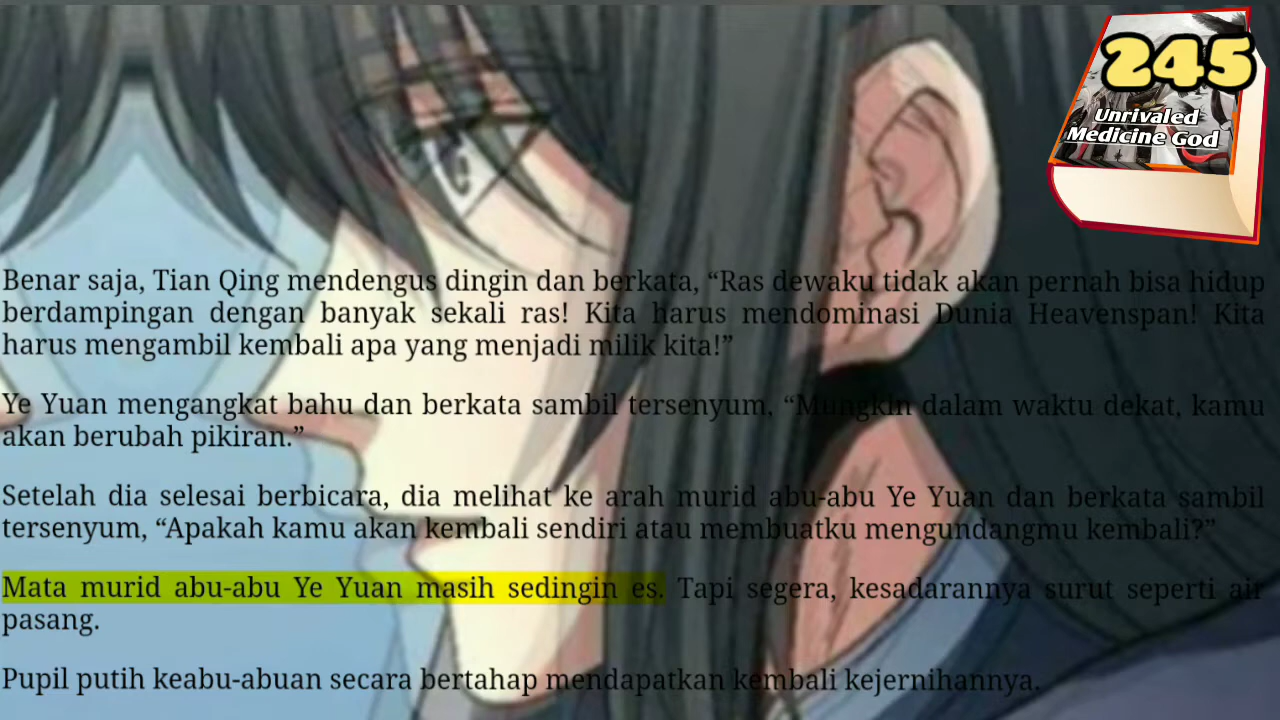 245
Unrivaled
Medicine God
Benar saja, Tian Qing mendengus dingin dan berkata, “Ras dewaku tidak akan pernah bisa hidup
berdampingan dengan banyak sekali ras! Kita harus mendominasi Dunia Heavenspan! Kita
harus mengambil kembali apa yang menjadi milik kita!”
Ye Yuan mengangkat bahu dan berkata sambil tersenyum, “Mungkin dalam waktu dekat, kamu
akan berubah pikiran.”
Setelah dia selesai berbicara, dia melihat ke arah murid abu-abu Ye Yuan dan berkata sambil
tersenyum, “Apakah kamu akan kembali sendiri atau membuatku mengundangmu kembali?”
Mata murid abu-abu Ye Yuan masih sedingin es. Tapi segera, kesadarannya surut seperti air
pasang.
Pupil putih keabu-abuan secara bertahap mendapatkan kembali kejernihannya.